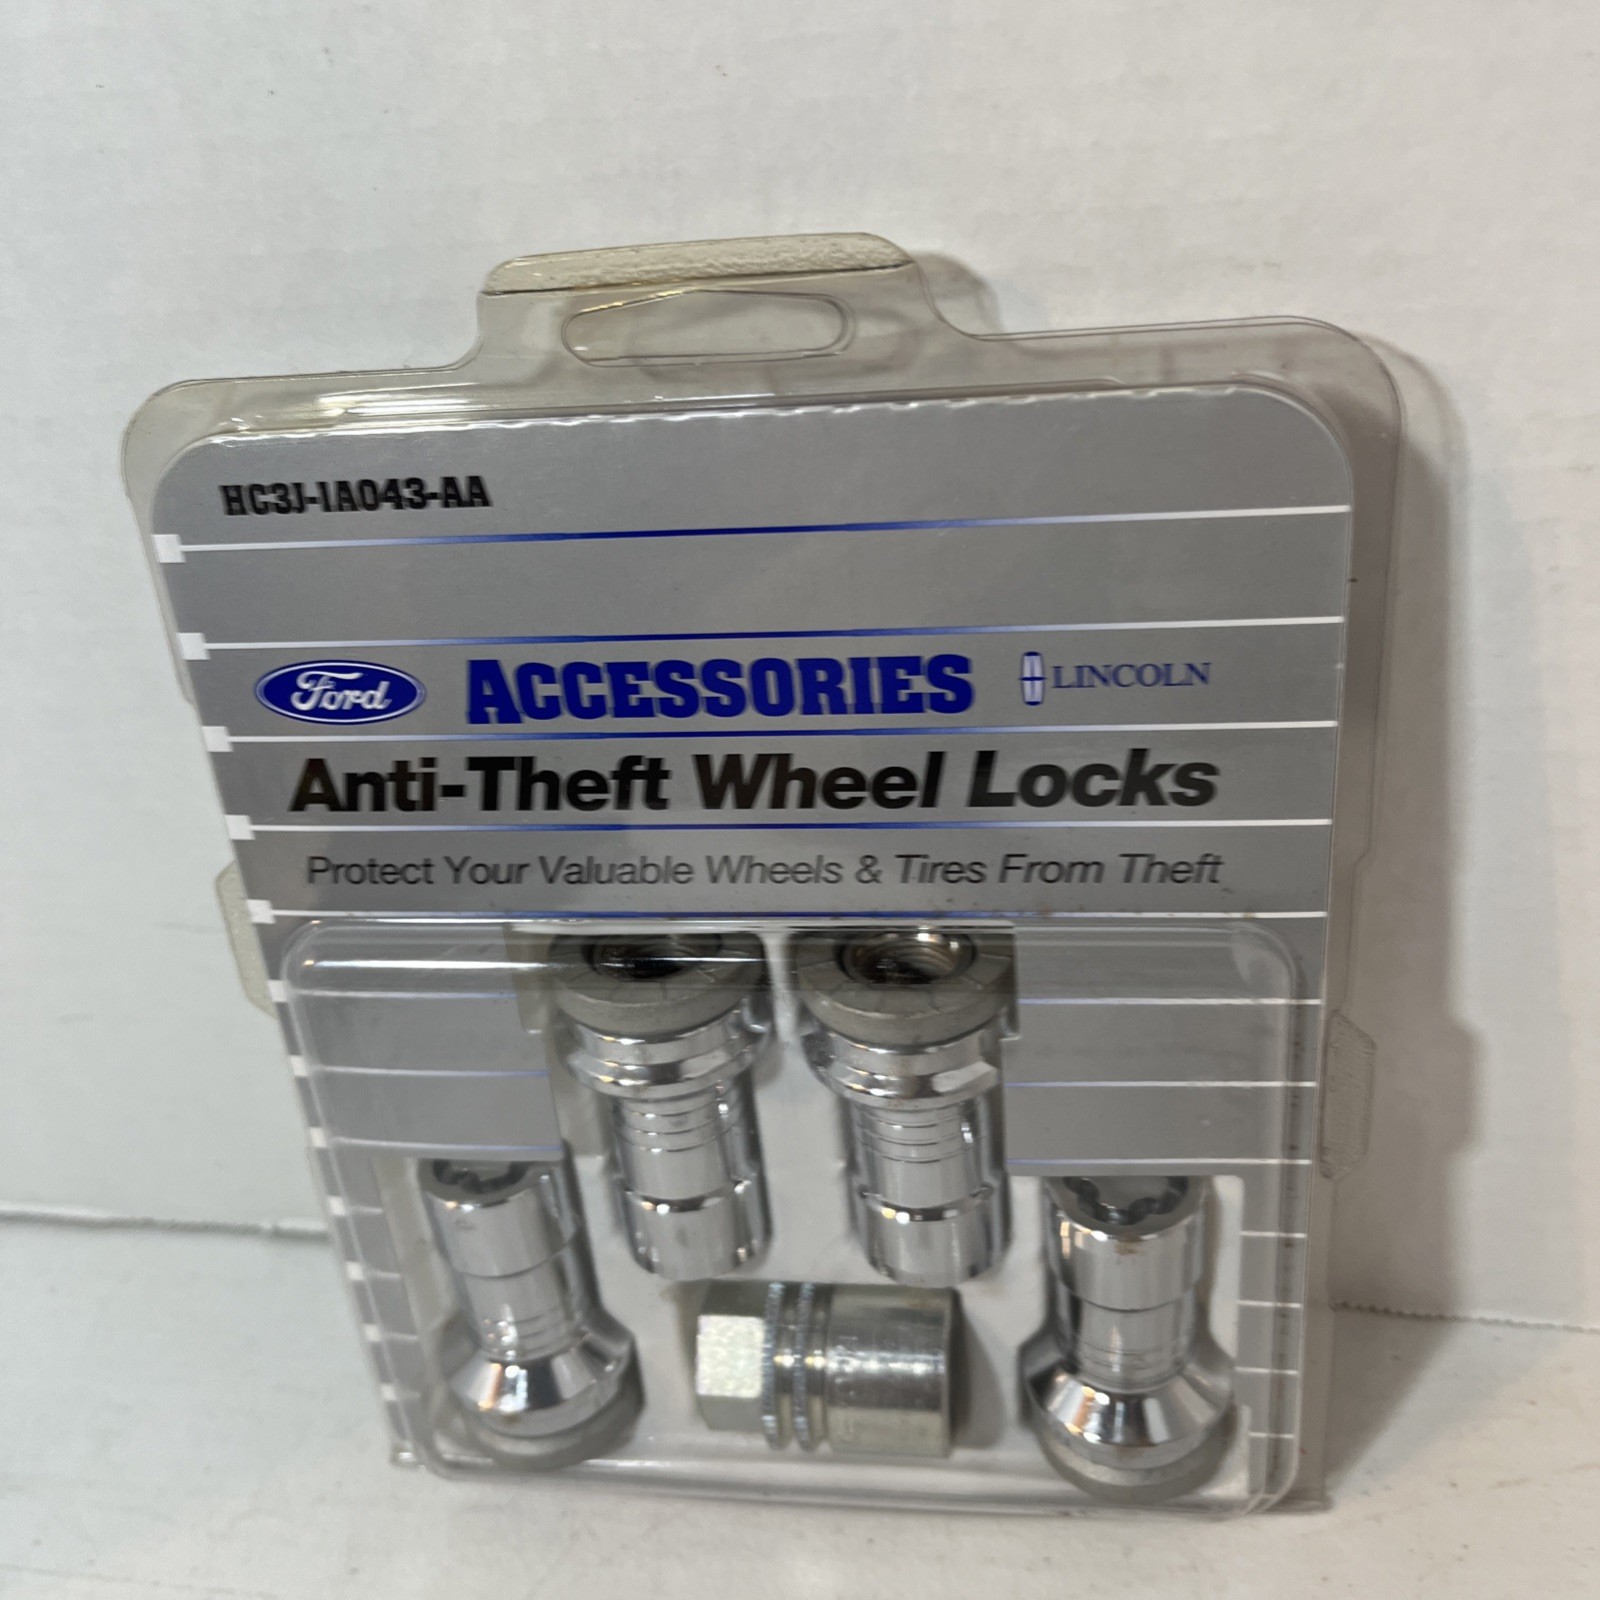 HC3J-1A043-AA
Ford ACCESSORIES LINCOLN
Anti-Theft Wheel Locks
Protect Your Valuable Wheels & Tires From Theft